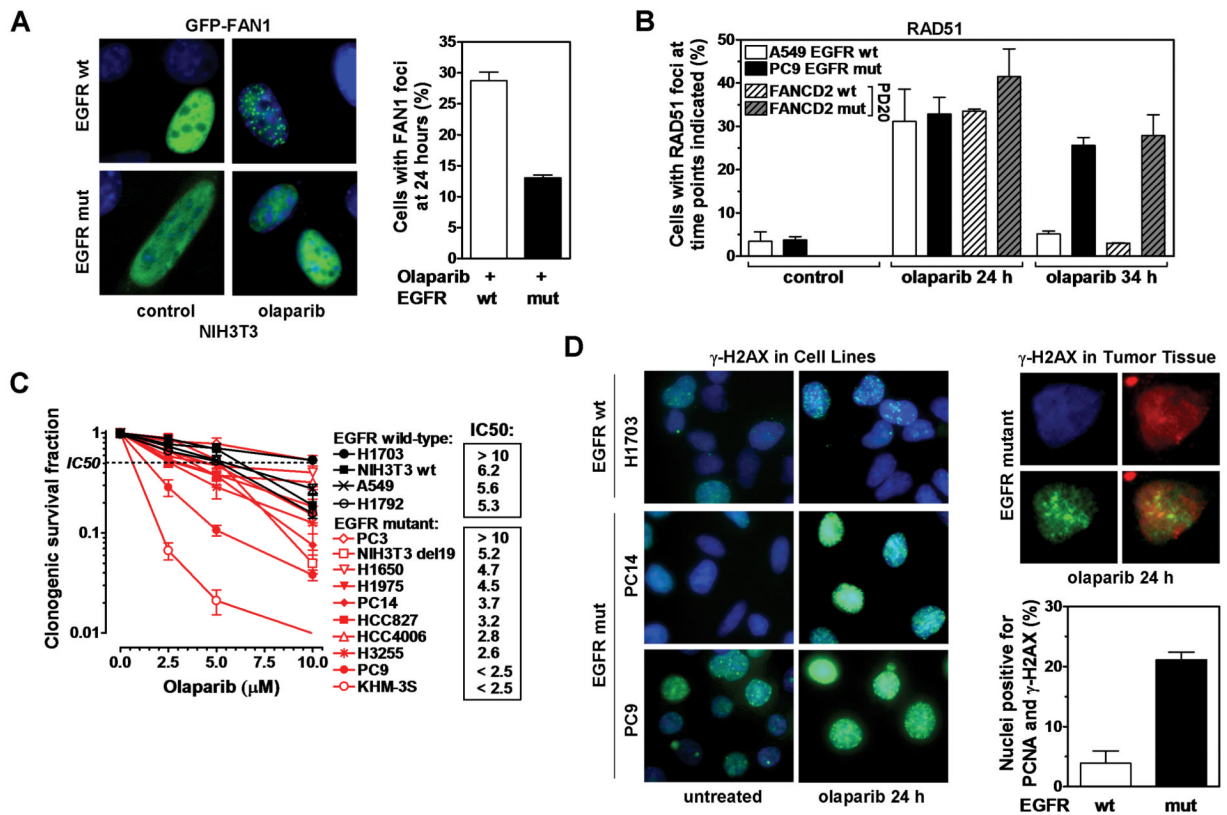 A
GFP-FAN1
EGFR wt
EGFR mut
control
olaparib
NIH3T3
Cells with FAN1 foci
at 24 hours (%)
35
30
25
20
15
10
5
0
Olaparib + +
EGFR wt mut
B
RAD51
Cells with RAD51 foci at
time points indicated (%)
50
40
30
20
10
0
A549 EGFR wt
PC9 EGFR mut
FANCD2 wt
FANCD2 mut
PD20
control
olaparib 24 h
olaparib 34 h
C
Clonogenic survival fraction
1
IC50
0.1
0.01
0.0 2.5 5.0 7.5 10.0
Olaparib (μM)
EGFR wild-type:
IC50:
H1703 > 10
NIH3T3 wt 6.2
A549 5.6
H1792 5.3
EGFR mutant:
PC3 > 10
NIH3T3 del19 5.2
H1650 4.7
H1975 4.5
PC14 3.7
HCC827 3.2
HCC4006 2.8
H3255 2.6
PC9 < 2.5
KHM-3S < 2.5
D
γ-H2AX in Cell Lines
EGFR wt
H1703
EGFR mut
PC14
PC9
untreated
olaparib 24 h
γ-H2AX in Tumor Tissue
EGFR mutant
olaparib 24 h
Nuclei positive for
PCNA and γ-H2AX (%)
30
20
10
0
EGFR wt mut